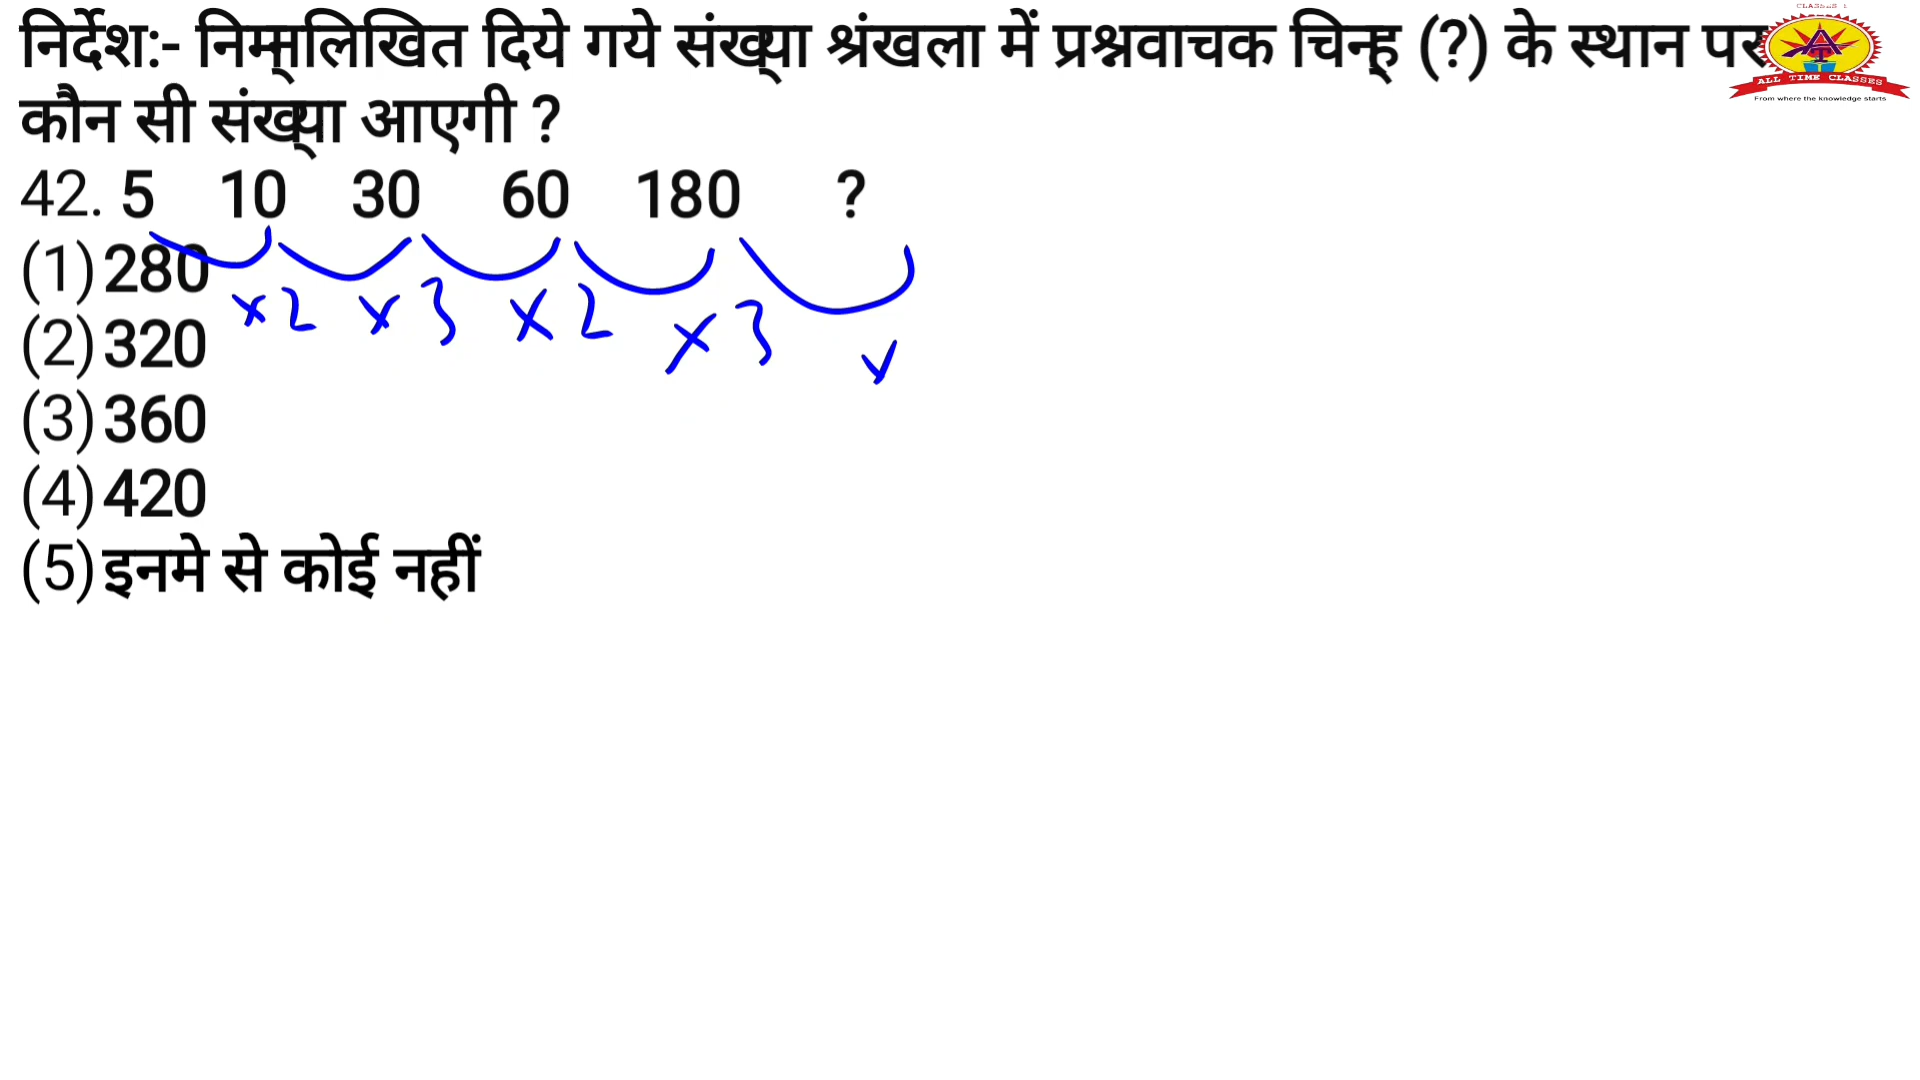 निर्देश:- निम्नलिखित दिये गये संख्या श्रंखला में प्रश्नवाचक चिन्ह (?) के स्थान पर
कौन सी संख्या आएगी ?
42. 5 10 30 60 180 ?
(1) 280
×2 ×3 ×2 ×3 ×
(2) 320
(3) 360
(4) 420
(5) इनमे से कोई नहीं
ALL TIME CLASSES
From where the knowledge starts